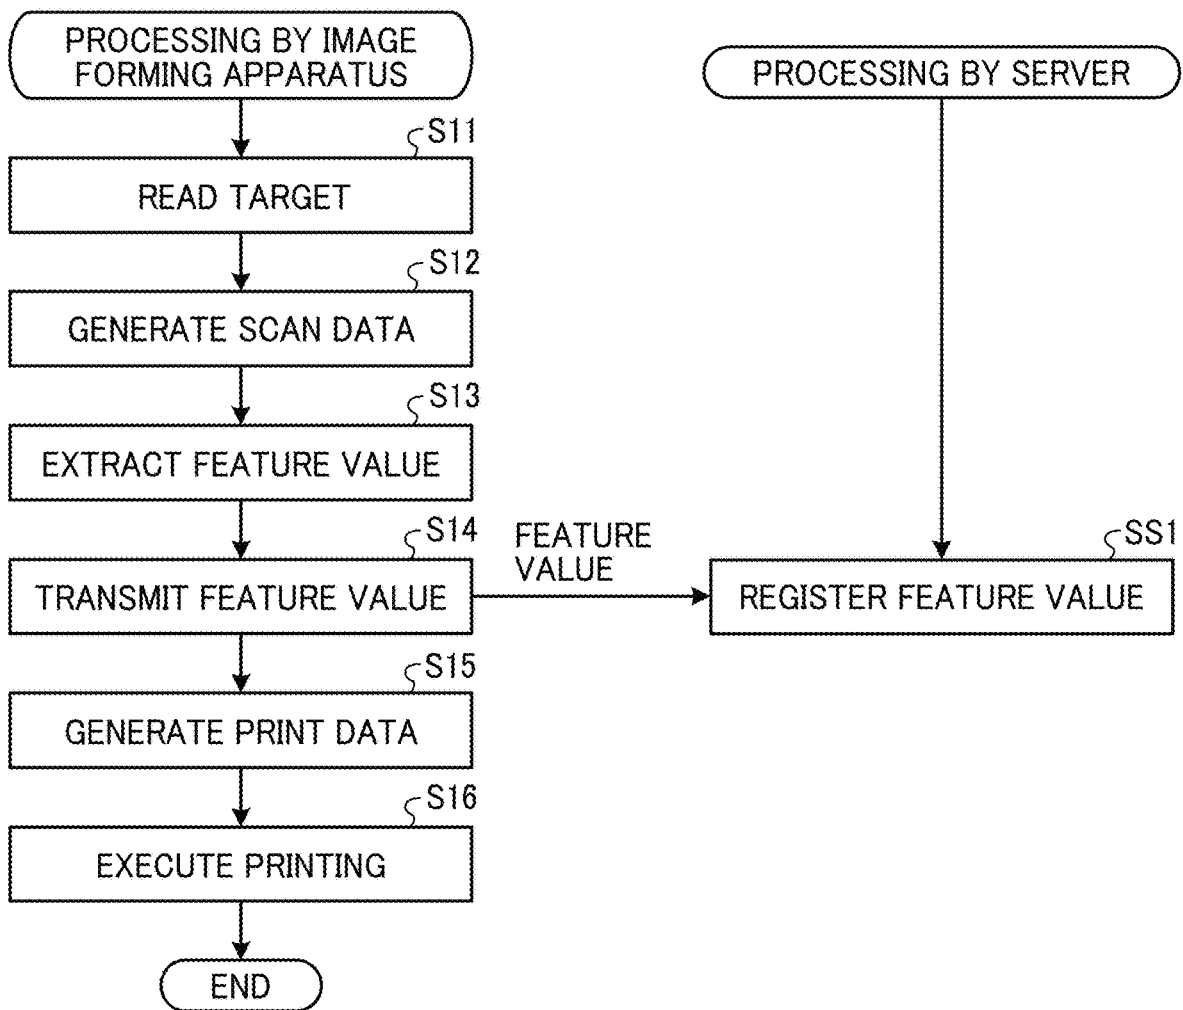 PROCESSING BY IMAGE
FORMING APPARATUS
S11
READ TARGET
S12
GENERATE SCAN DATA
S13
EXTRACT FEATURE VALUE
S14
TRANSMIT FEATURE VALUE
S15
GENERATE PRINT DATA
S16
EXECUTE PRINTING
END
FEATURE
VALUE
PROCESSING BY SERVER
SS1
REGISTER FEATURE VALUE